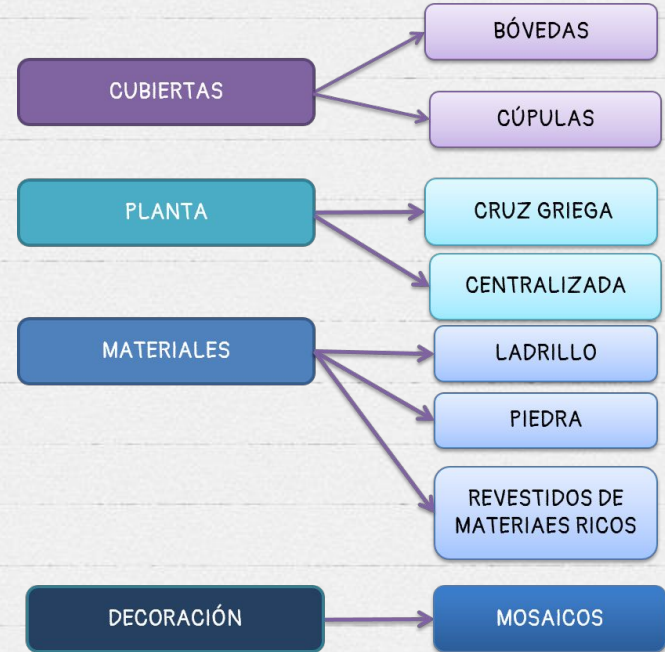 CUBIERTAS
BÓVEDAS
CÚPULAS
PLANTA
CRUZ GRIEGA
CENTRALIZADA
MATERIALES
LADRILLO
PIEDRA
REVESTIDOS DE
MATERIAES RICOS
DECORACIÓN
MOSAICOS